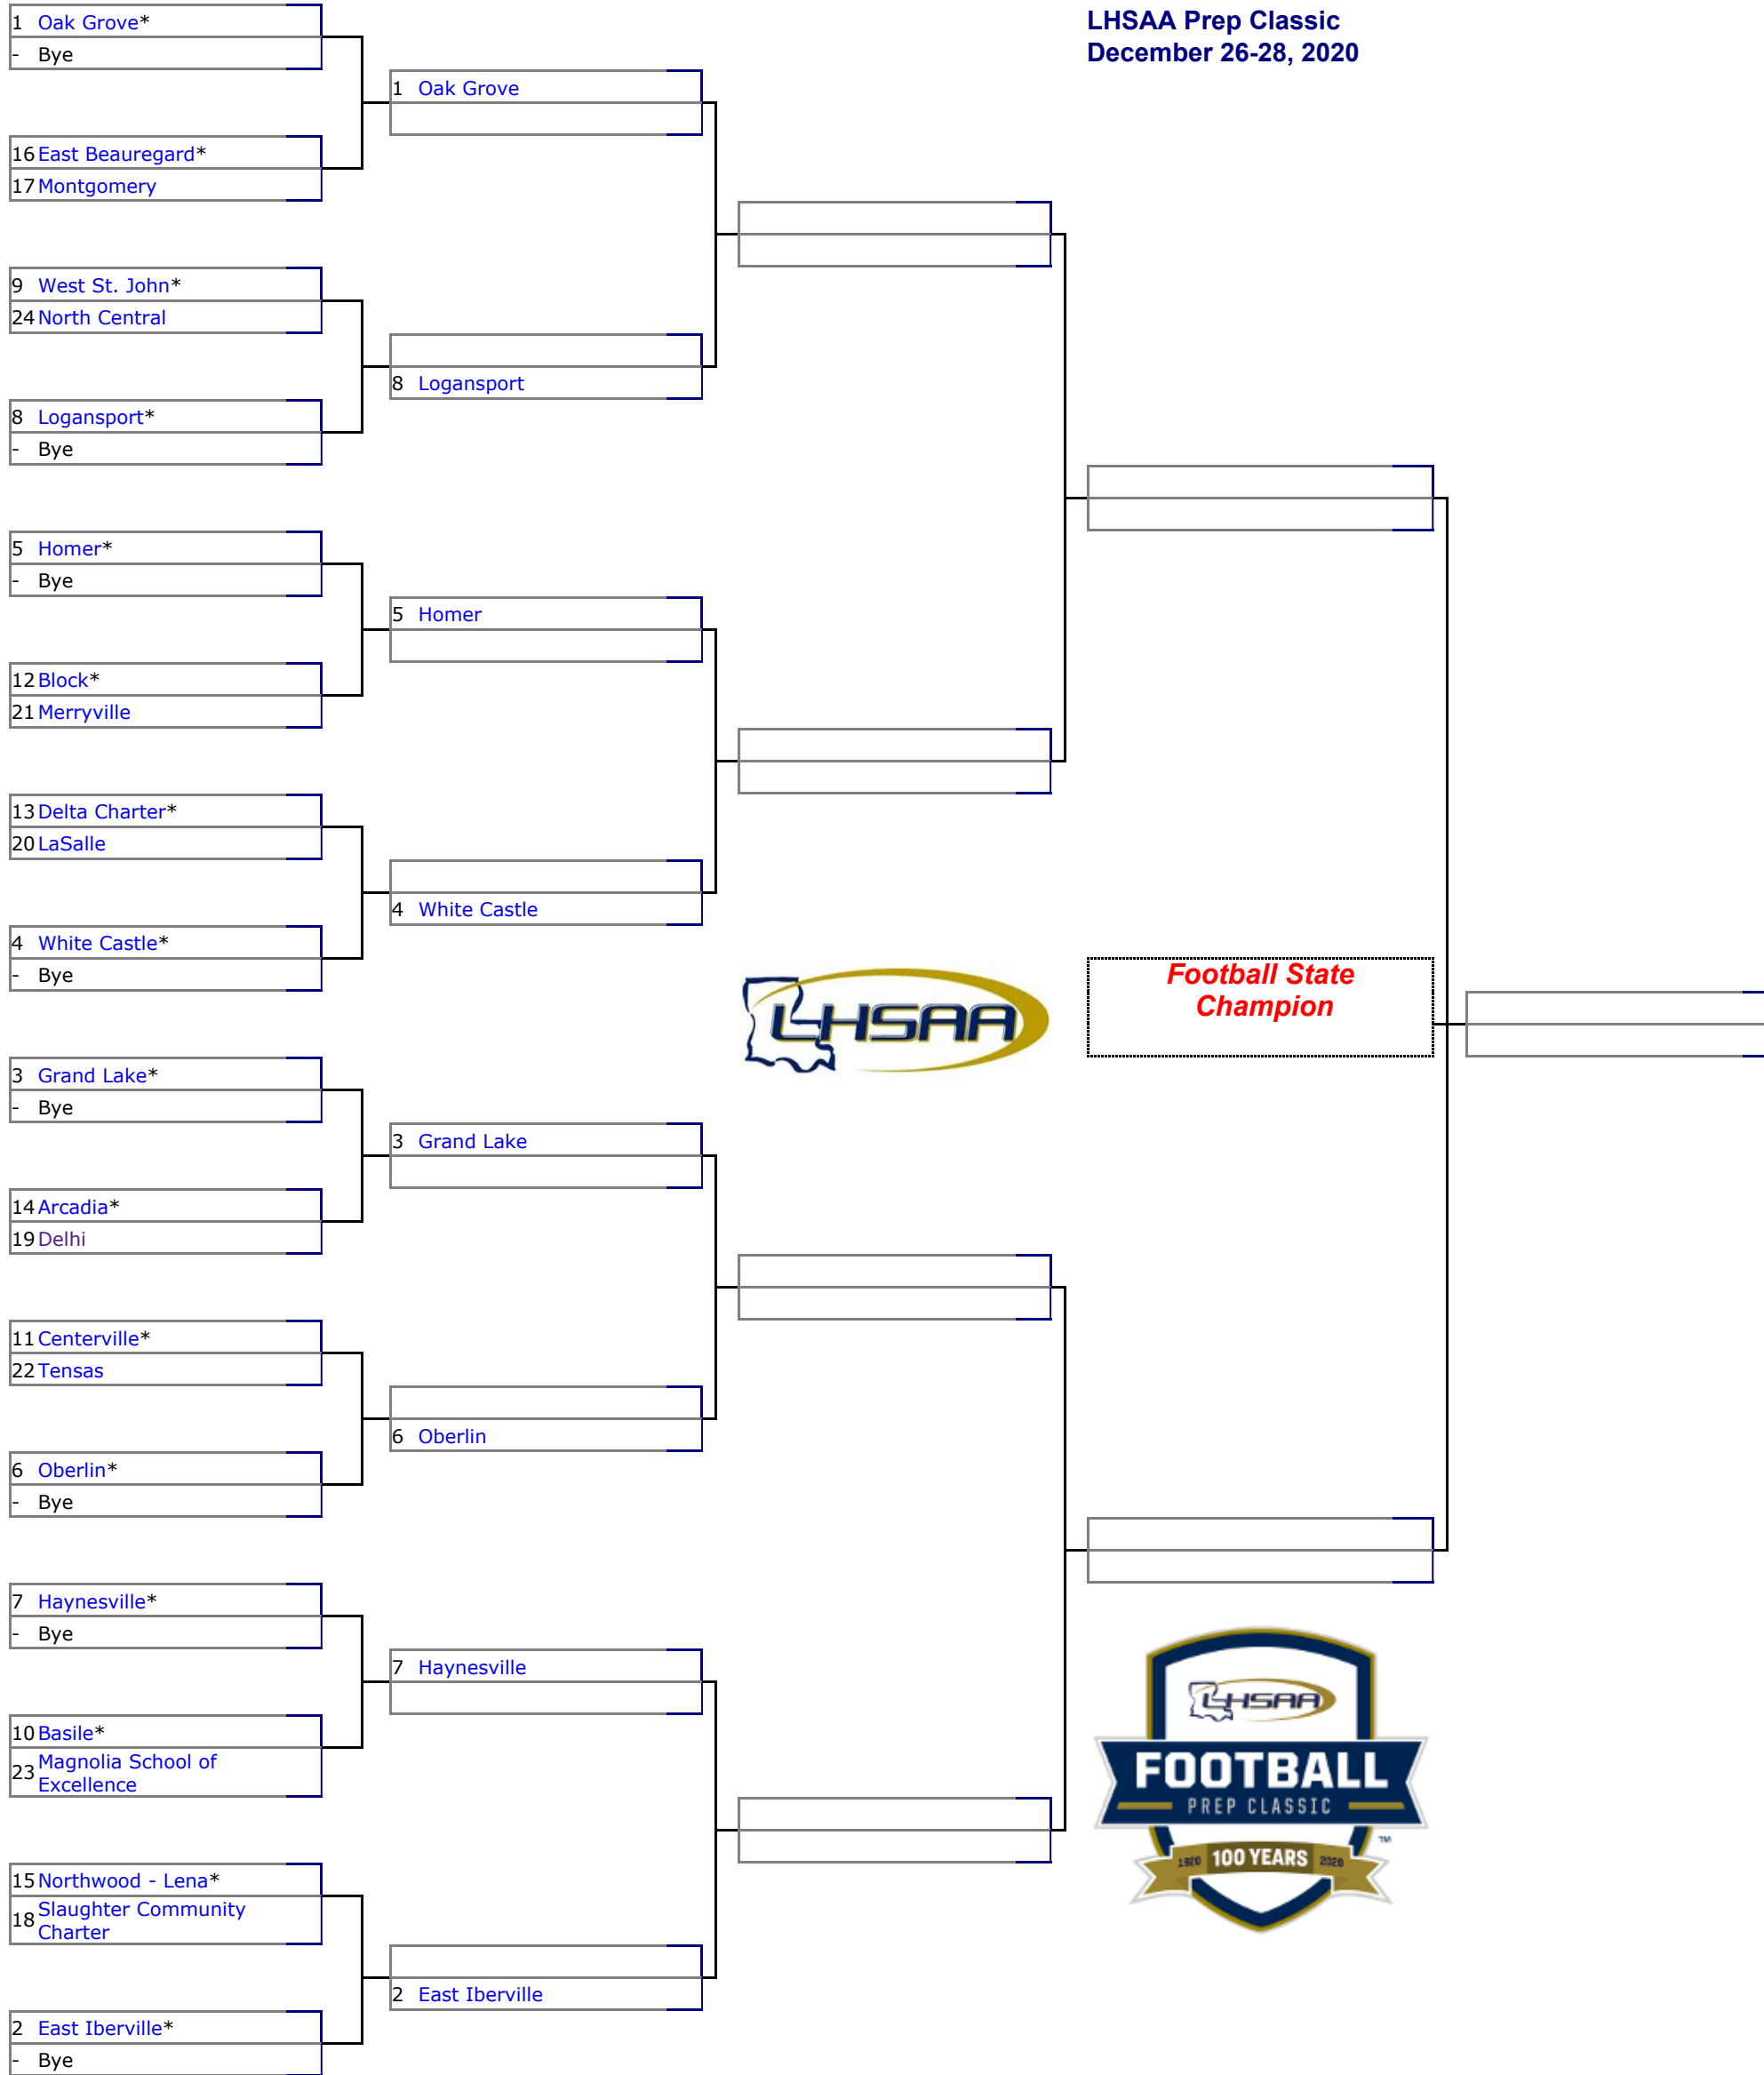 LHSAA Prep Classic
December 26-28, 2020
1 Oak Grove*
- Bye
16 East Beauregard*
17 Montgomery
9 West St. John*
24 North Central
8 Logansport*
- Bye
5 Homer*
- Bye
12 Block*
21 Merryville
13 Delta Charter*
20 LaSalle
4 White Castle*
- Bye
3 Grand Lake*
- Bye
14 Arcadia*
19 Delhi
11 Centerville*
22 Tensas
6 Oberlin*
- Bye
7 Haynesville*
- Bye
10 Basile*
23 Magnolia School of
Excellence
15 Northwood - Lena*
18 Slaughter Community
Charter
2 East Iberville*
- Bye
1 Oak Grove
8 Logansport
5 Homer
4 White Castle
3 Grand Lake
6 Oberlin
7 Haynesville
2 East Iberville
LHSAA
Football State
Champion
LHSAA
FOOTBALL
PREP CLASSIC
TM
1920 100 YEARS 2020